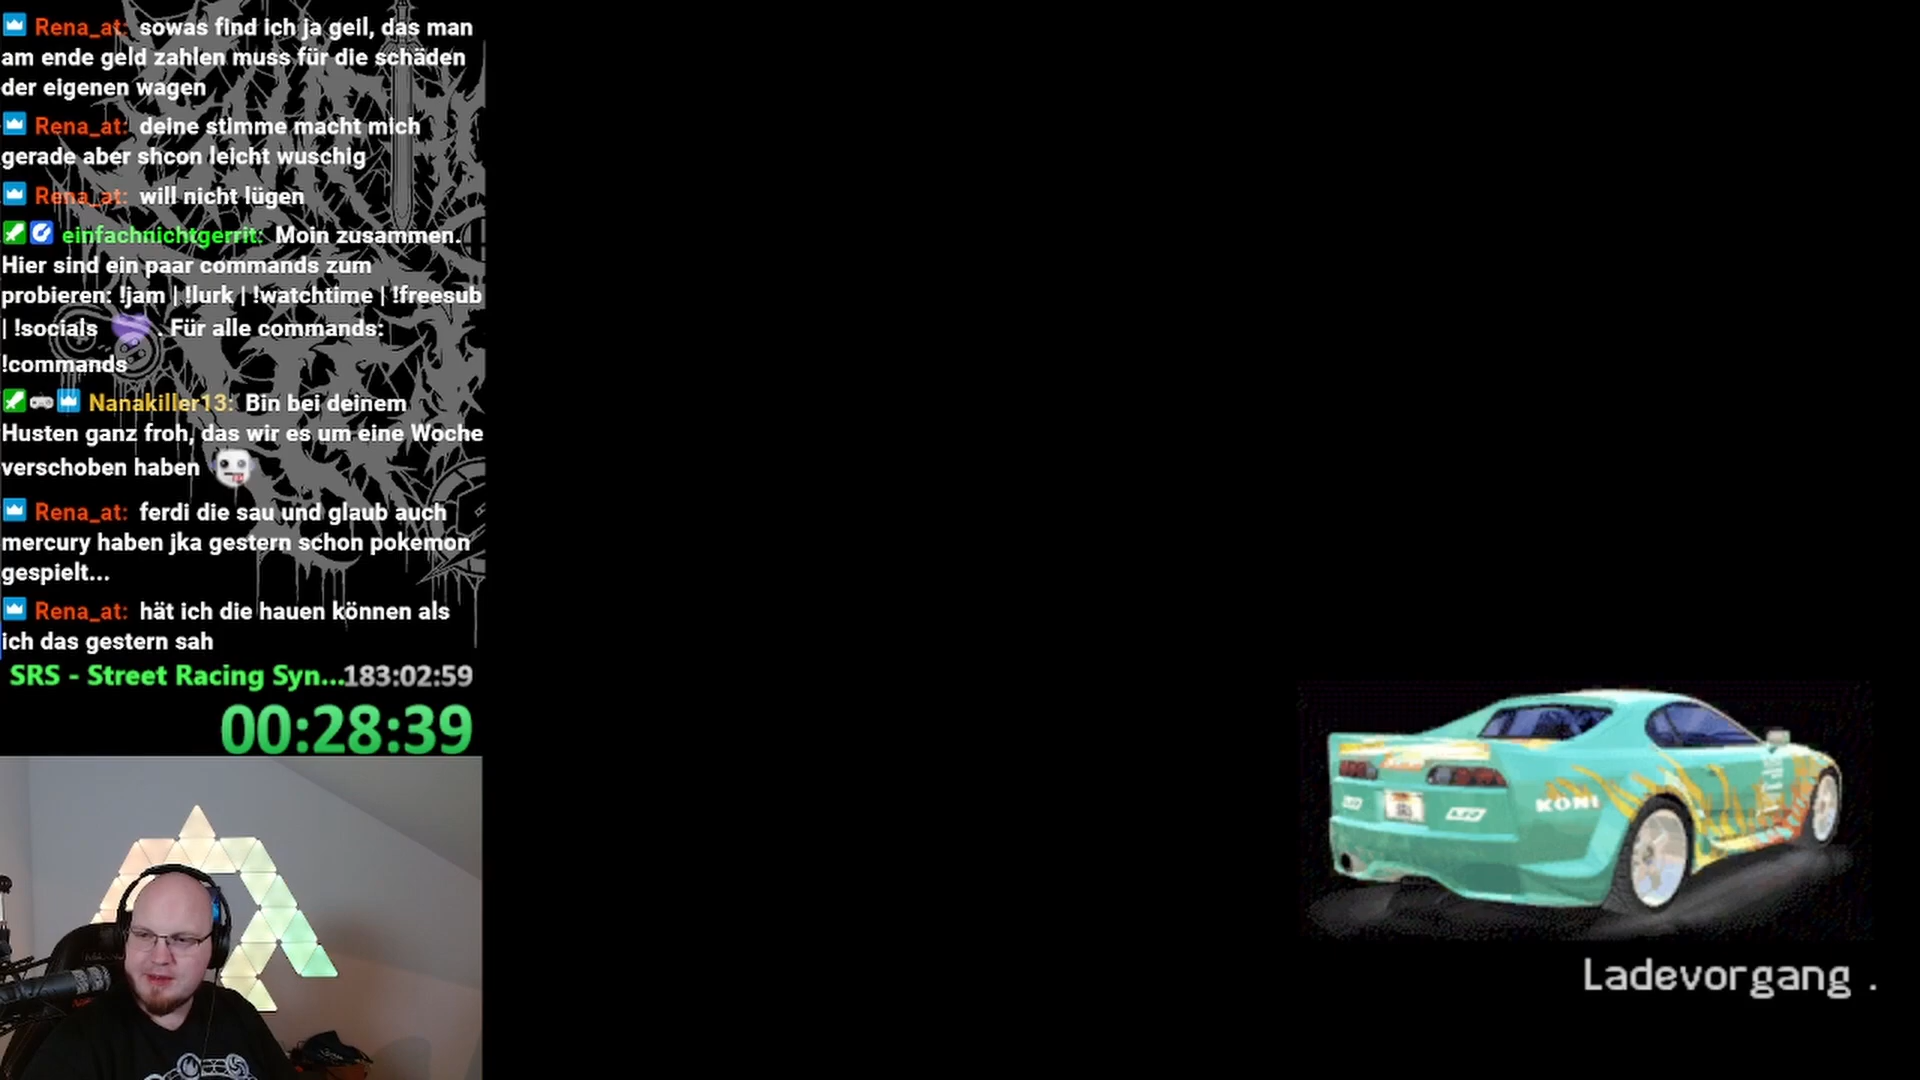 Rena_at: sowas find ich ja geil, das man
am ende geld zahlen muss für die schäden
der eigenen wagen
Rena_at: deine stimme macht mich
gerade aber shcon leicht wuschig
Rena_at: will nicht lügen
einfachnichtgerrit: Moin zusammen.
Hier sind ein paar commands zum
probieren: !jam | !lurk | !watchtime | !freesub
| !socials . Für alle commands:
!commands
Nanakiller13: Bin bei deinem
Husten ganz froh, das wir es um eine Woche
verschoben haben
Rena_at: ferdi die sau und glaub auch
mercury haben jka gestern schon pokemon
gespielt...
Rena_at: hät ich die hauen können als
ich das gestern sah
SRS - Street Racing Syn... 183:02:59
00:28:39
KONI
Ladevorgang .